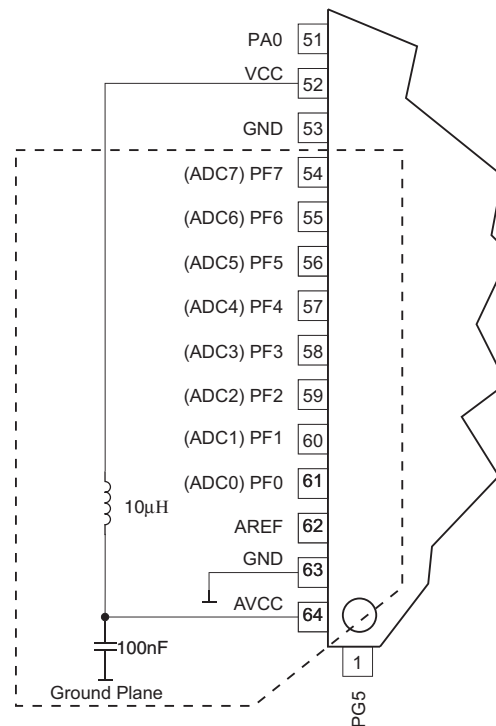 PA0 51
VCC 52
GND 53
(ADC7) PF7 54
(ADC6) PF6 55
(ADC5) PF5 56
(ADC4) PF4 57
(ADC3) PF3 58
(ADC2) PF2 59
(ADC1) PF1 60
(ADC0) PF0 61
10μH
AREF 62
GND 63
AVCC 64
100nF
Ground Plane
1
PG5